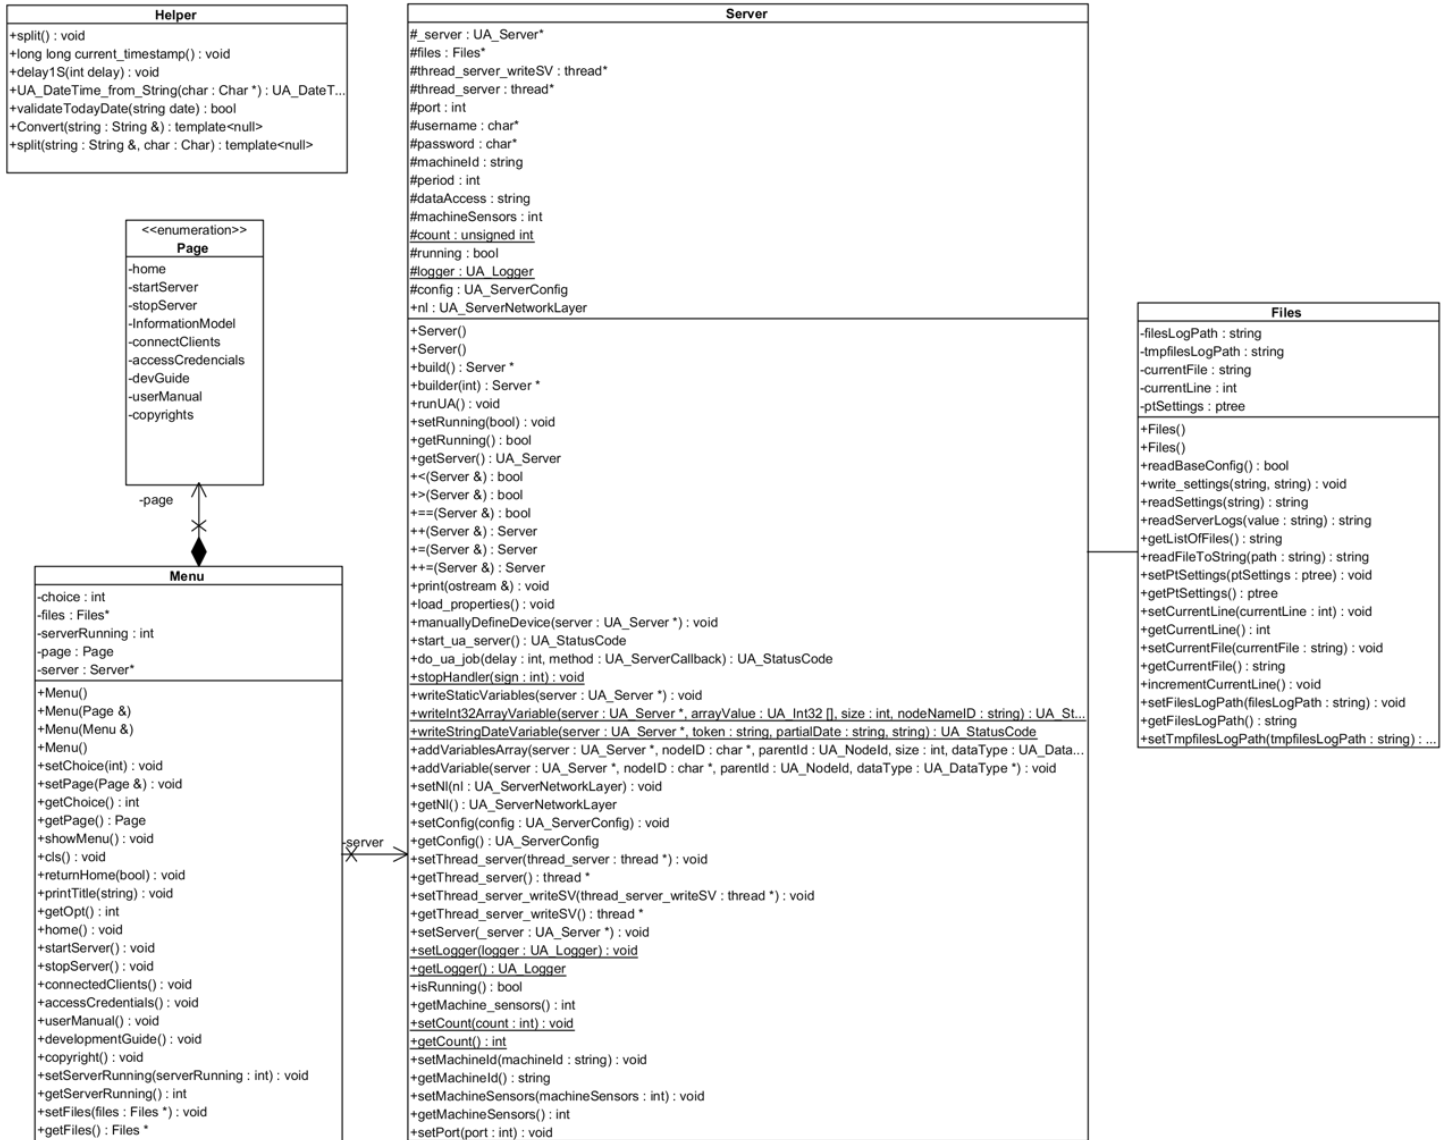 Helper
+split() : void
+long long current_timestamp() : void
+delay1S(int delay) : void
+UA_DateTime_from_String(char : Char *) : UA_DateT...
+validateTodayDate(string date) : bool
+Convert(string : String &) : template<null>
+split(string : String &, char : Char) : template<null>
<<enumeration>>
Page
-home
-startServer
-stopServer
-InformationModel
-connectClients
-accessCredencials
-devGuide
-userManual
-copyrights
-page
Menu
-choice : int
-files : Files*
-serverRunning : int
-page : Page
-server : Server*
+Menu()
+Menu(Page &)
+Menu(Menu &)
+Menu()
+setChoice(int) : void
+setPage(Page &) : void
+getChoice() : int
+getPage() : Page
+showMenu() : void
+cls() : void
+returnHome(bool) : void
+printTitle(string) : void
+getOpt() : int
+home() : void
+startServer() : void
+stopServer() : void
+connectedClients() : void
+accessCredentials() : void
+userManual() : void
+developmentGuide() : void
+copyright() : void
+setServerRunning(serverRunning : int) : void
+getServerRunning() : int
+setFiles(files : Files *) : void
+getFiles() : Files *
-server
Server
#_server : UA_Server*
#files : Files*
#thread_server_writeSV : thread*
#thread_server : thread*
#port : int
#username : char*
#password : char*
#machineId : string
#period : int
#dataAccess : string
#machineSensors : int
#count : unsigned int
#running : bool
#logger : UA_Logger
#config : UA_ServerConfig
+nl : UA_ServerNetworkLayer
+Server()
+Server()
+build() : Server *
+builder(int) : Server *
+runUA() : void
+setRunning(bool) : void
+getRunning() : bool
+getServer() : UA_Server
+<(Server &) : bool
+>(Server &) : bool
+==(Server &) : bool
++(Server &) : Server
+=(Server &) : Server
++=(Server &) : Server
+print(ostream &) : void
+load_properties() : void
+manuallyDefineDevice(server : UA_Server *) : void
+start_ua_server() : UA_StatusCode
+do_ua_job(delay : int, method : UA_ServerCallback) : UA_StatusCode
+stopHandler(sign : int) : void
+writeStaticVariables(server : UA_Server *) : void
+writeInt32ArrayVariable(server : UA_Server *, arrayValue : UA_Int32 [], size : int, nodeNameID : string) : UA_St...
+writeStringDateVariable(server : UA_Server *, token : string, partialDate : string, string) : UA_StatusCode
+addVariablesArray(server : UA_Server *, nodeID : char *, parentId : UA_NodeId, size : int, dataType : UA_Data...
+addVariable(server : UA_Server *, nodeID : char *, parentId : UA_NodeId, dataType : UA_DataType *) : void
+setNl(nl : UA_ServerNetworkLayer) : void
+getNl() : UA_ServerNetworkLayer
+setConfig(config : UA_ServerConfig) : void
+getConfig() : UA_ServerConfig
+setThread_server(thread_server : thread *) : void
+getThread_server() : thread *
+setThread_server_writeSV(thread_server_writeSV : thread *) : void
+getThread_server_writeSV() : thread *
+setServer(_server : UA_Server *) : void
+setLogger(logger : UA_Logger) : void
+getLogger() : UA_Logger
+isRunning() : bool
+getMachine_sensors() : int
+setCount(count : int) : void
+getCount() : int
+setMachineId(machineId : string) : void
+getMachineId() : string
+setMachineSensors(machineSensors : int) : void
+getMachineSensors() : int
+setPort(port : int) : void
Files
-filesLogPath : string
-tmpfilesLogPath : string
-currentFile : string
-currentLine : int
-ptSettings : ptree
+Files()
+Files()
+readBaseConfig() : bool
+write_settings(string, string) : void
+readSettings(string) : string
+readServerLogs(value : string) : string
+getListOfFiles() : string
+readFileToString(path : string) : string
+setPtSettings(ptSettings : ptree) : void
+getPtSettings() : ptree
+setCurrentLine(currentLine : int) : void
+getCurrentLine() : int
+setCurrentFile(currentFile : string) : void
+getCurrentFile() : string
+incrementCurrentLine() : void
+setFilesLogPath(filesLogPath : string) : void
+getFilesLogPath() : string
+setTmpfilesLogPath(tmpfilesLogPath : string) : ...